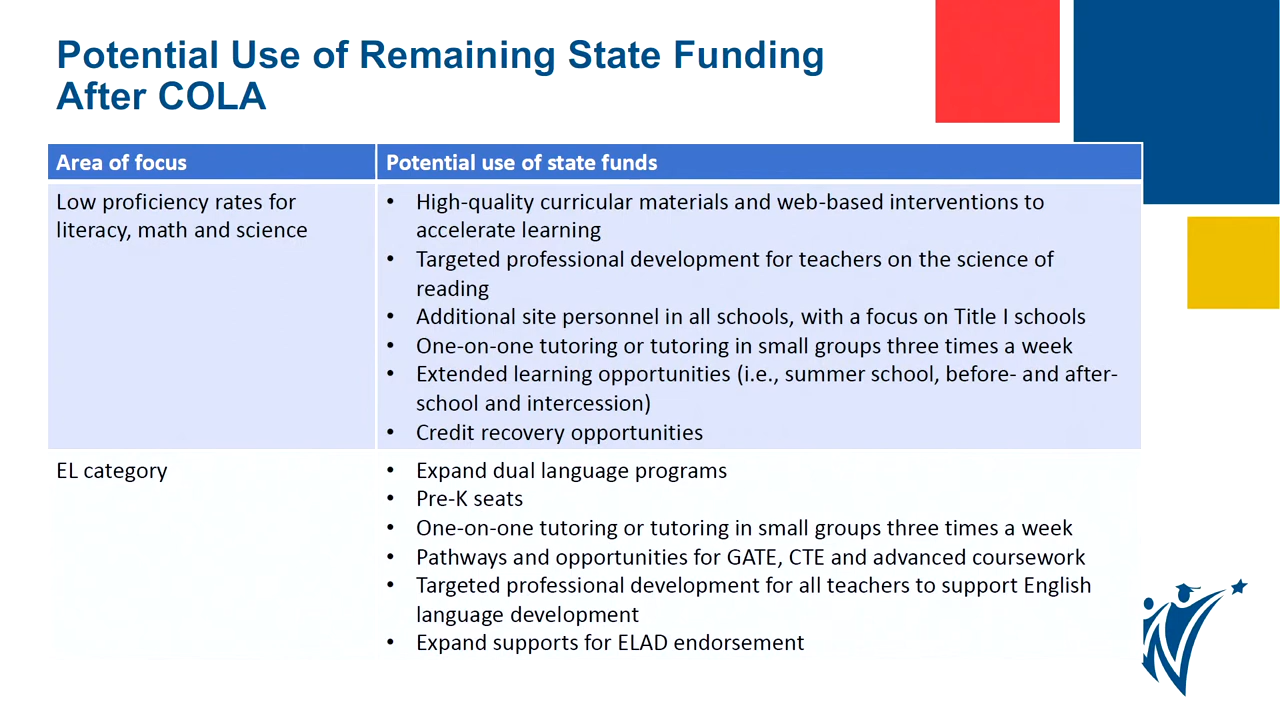 Potential Use of Remaining State Funding
After COLA
Area of focus
Potential use of state funds
Low proficiency rates for
literacy, math and science
• High-quality curricular materials and web-based interventions to
accelerate learning
• Targeted professional development for teachers on the science of
reading
• Additional site personnel in all schools, with a focus on Title I schools
• One-on-one tutoring or tutoring in small groups three times a week
• Extended learning opportunities (i.e., summer school, before- and after-
school and intercession)
• Credit recovery opportunities
EL category
• Expand dual language programs
• Pre-K seats
• One-on-one tutoring or tutoring in small groups three times a week
• Pathways and opportunities for GATE, CTE and advanced coursework
• Targeted professional development for all teachers to support English
language development
• Expand supports for ELAD endorsement